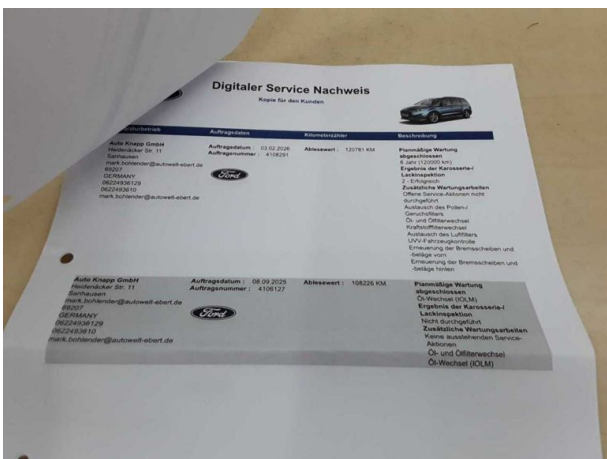 Digitaler Service Nachweis
Kopie für den Kunden
Auftragsdaten
Kilometerzähler
Beschreibung
Auto Knapp GmbH
Heidenäcker Str. 11
Sanhausen
mark.bohlender@autowelt-ebert.de
69207
GERMANY
06224936129
0622493610
Auftragsdatum : 03.02.2026
Auftragsnummer : 4108291
Ford
Ablesewert : 120781 KM
Planmäßige Wartung
abgeschlossen
6 Jahr (120000 km)
Ergebnis der Karosserie-/
Lackinspektion
2 - Erfolgreich
Zusätzliche Wartungsarbeiten
Offene Service-Aktionen nicht
durchgeführt
Austausch des Pollen-/
Geruchsfilters
Öl- und Ölfilterwechsel
Kraftstofffilterwechsel
Austausch des Luftfilters
UVV-Fahrzeugkontrolle
Erneuerung der Bremsscheiben und
-beläge vorn
Erneuerung der Bremsscheiben und
-beläge hinten
Auto Knapp GmbH
Heidenäcker Str. 11
Sanhausen
mark.bohlender@autowelt-ebert.de
69207
GERMANY
06224936129
0622493610
mark.bohlender@autowelt-ebert.de
Auftragsdatum : 08.09.2025
Auftragsnummer : 4106127
Ford
Ablesewert : 108226 KM
Planmäßige Wartung
abgeschlossen
Öl-Wechsel (IOLM)
Ergebnis der Karosserie-/
Lackinspektion
Nicht durchgeführt
Zusätzliche Wartungsarbeiten
Keine ausstehenden Service-
Aktionen
Öl- und Ölfilterwechsel
Öl-Wechsel (IOLM)